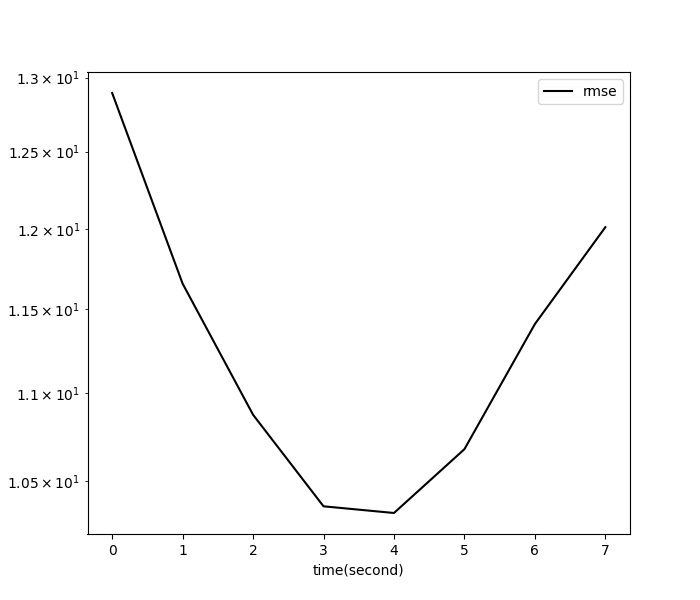 1.3 × 10¹
1.25 × 10¹
1.2 × 10¹
1.15 × 10¹
1.1 × 10¹
1.05 × 10¹
rmse
0 1 2 3 4 5 6 7
time(second)